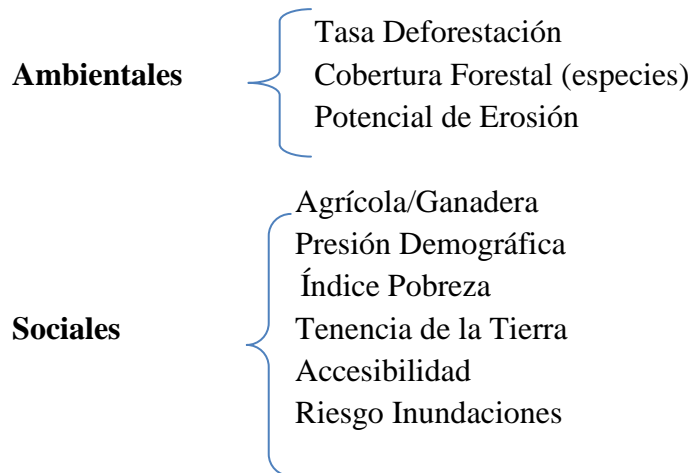 Tasa Deforestación
Ambientales
Cobertura Forestal (especies)
Potencial de Erosión
Agrícola/Ganadera
Presión Demográfica
Índice Pobreza
Sociales
Tenencia de la Tierra
Accesibilidad
Riesgo Inundaciones